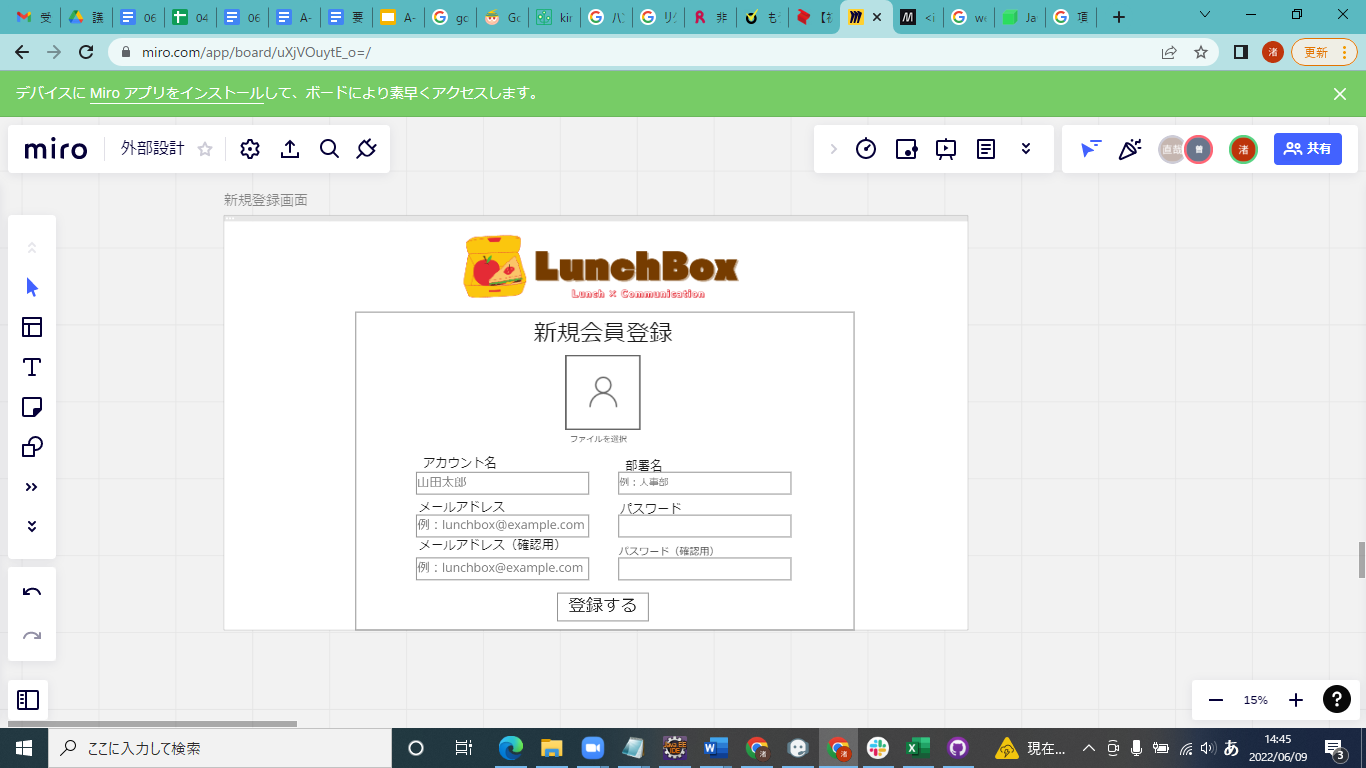 受
議
06
04
06
A-
要
A-
gc
Gc
kir
ハ
リ
非
も
【初
<i
we
Ja
項
miro.com/app/board/uXjVOuytE_o=/
渚
更新
デバイスに Miro アプリをインストールして、ボードにより素早くアクセスします。
miro
外部設計
直哉
曽
渚
共有
新規登録画面
LunchBox
Lunch × Communication
新規会員登録
ファイルを選択
アカウント名
部署名
山田太郎
例：人事部
メールアドレス
パスワード
例：lunchbox@example.com
メールアドレス（確認用）
パスワード（確認用）
例：lunchbox@example.com
登録する
15%
ここに入力して検索
現在...
あ
14:45
2022/06/09
3